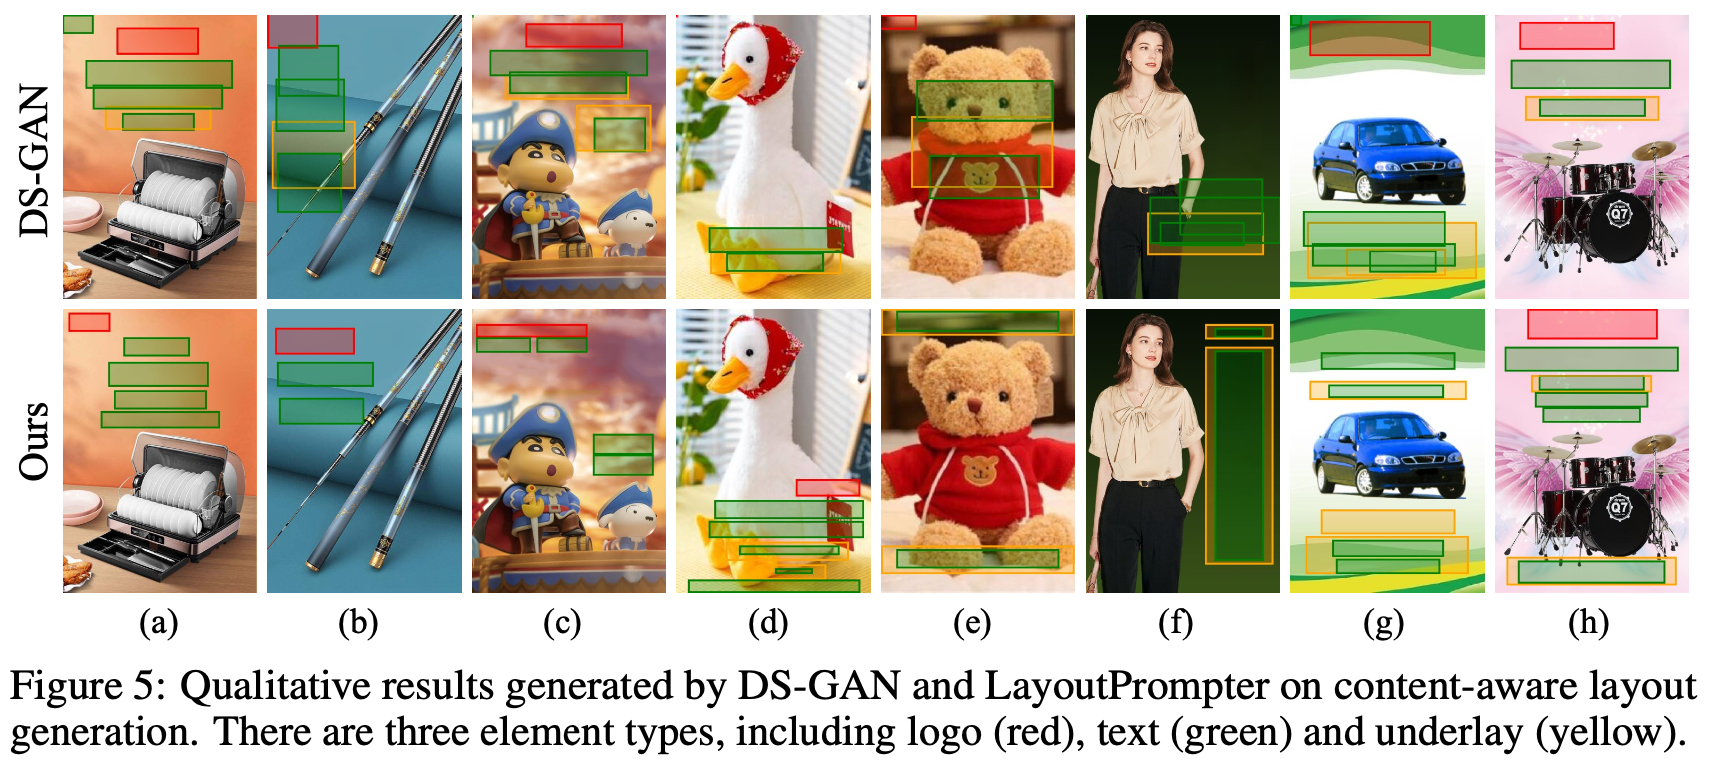 DS-GAN
Ours
Q7
Q7
(a) (b) (c) (d) (e) (f) (g) (h)
Figure 5: Qualitative results generated by DS-GAN and LayoutPrompter on content-aware layout
generation. There are three element types, including logo (red), text (green) and underlay (yellow).